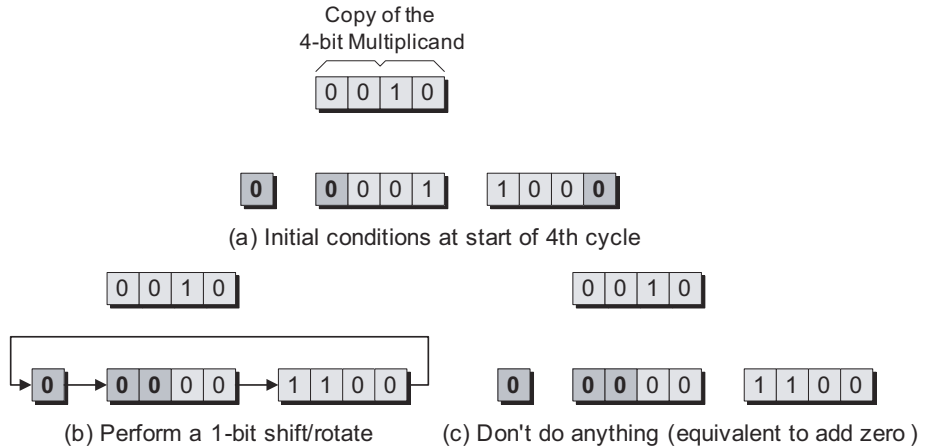 Copy of the
4-bit Multiplicand
0 0 1 0
0 0 0 0 1 1 0 0 0
(a) Initial conditions at start of 4th cycle
0 0 1 0 0 0 1 0
0 0 0 0 0 1 1 0 0 0 0 0 0 0 1 1 0 0
(b) Perform a 1-bit shift/rotate (c) Don't do anything (equivalent to add zero )